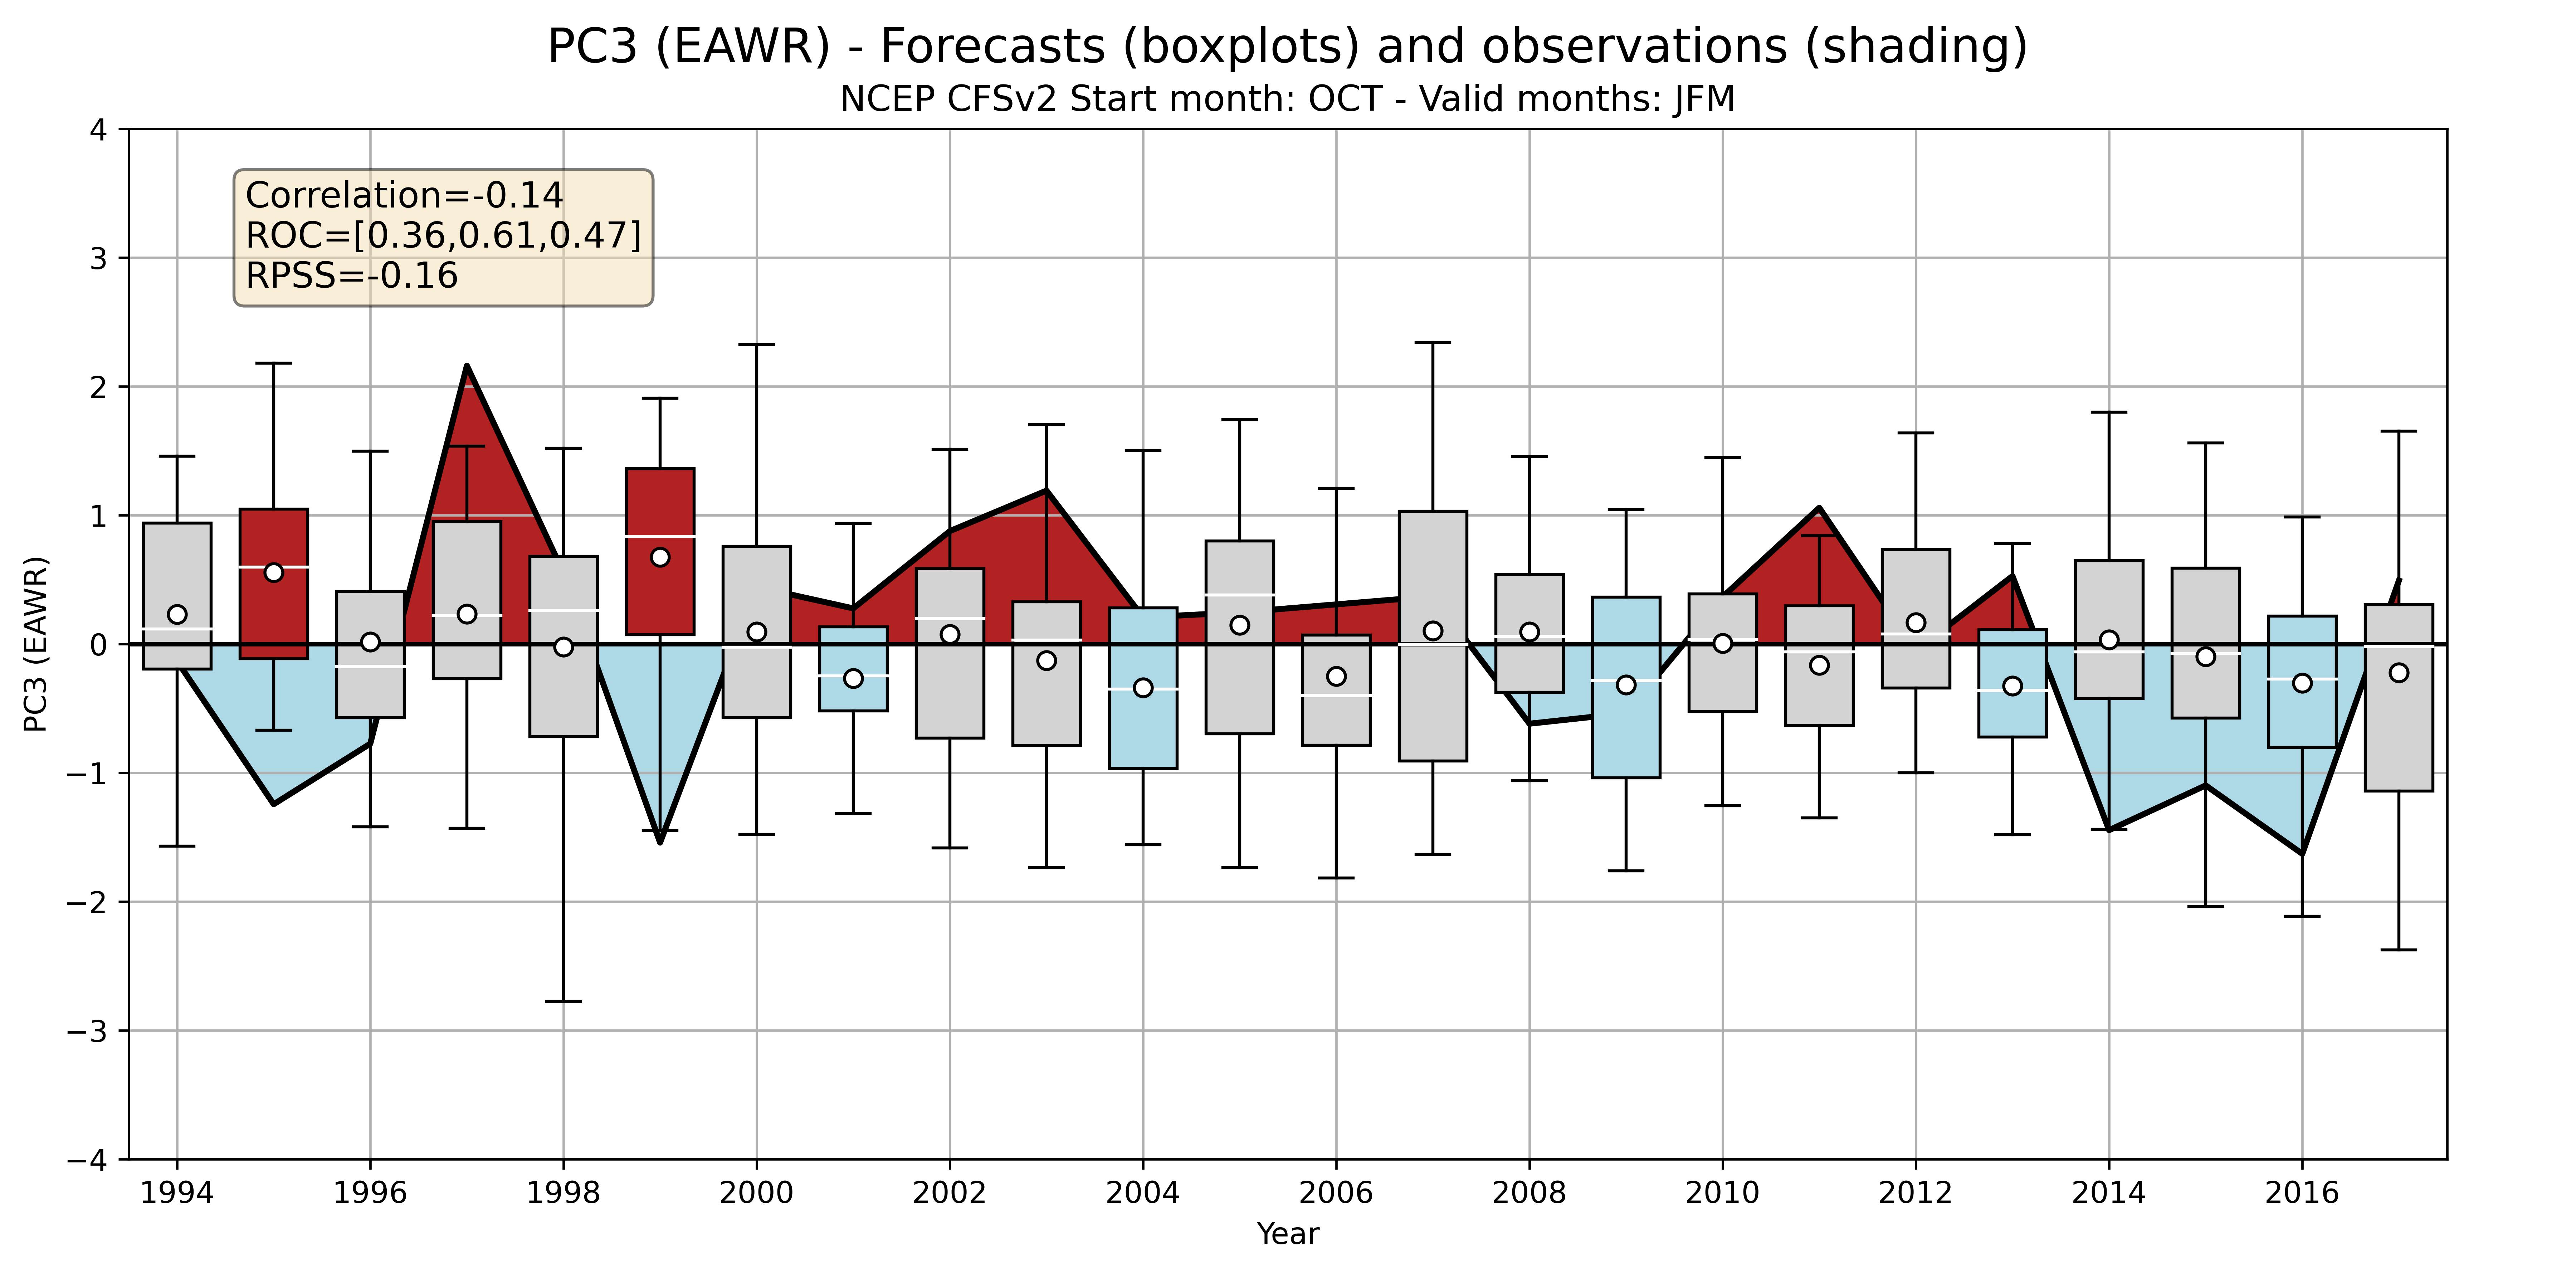 PC3 (EAWR) - Forecasts (boxplots) and observations (shading)
NCEP CFSv2 Start month: OCT - Valid months: JFM
Correlation=-0.14
ROC=[0.36,0.61,0.47]
RPSS=-0.16
PC3 (EAWR)
4
3
2
1
0
−1
−2
−3
−4
1994 1996 1998 2000 2002 2004 2006 2008 2010 2012 2014 2016
Year